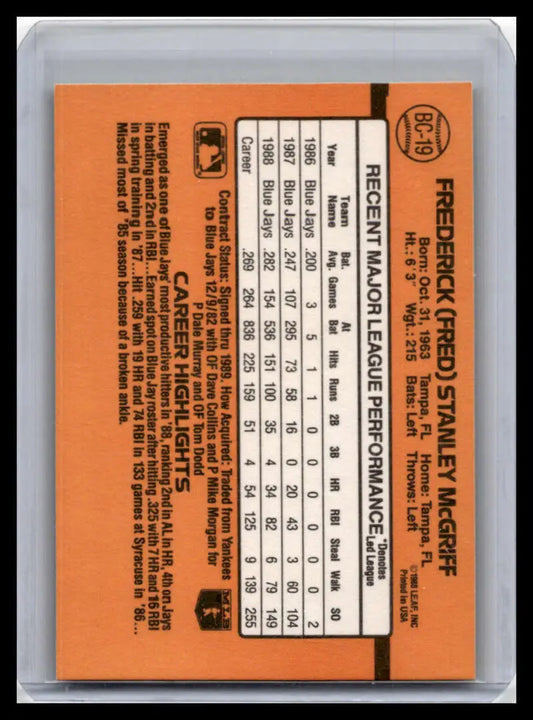 BC-19
FREDERICK (FRED) STANLEY McGRIFF
Born: Oct. 31, 1963 Tampa, FL Home: Tampa, FL
Ht.: 6'3" Wgt.: 215 Bats: Left Throws: Left
©1988 LEAF, INC
Printed in USA
RECENT MAJOR LEAGUE PERFORMANCE *Denotes
Led League
Year Team Name Bat. Avg. Games At Bat Hits Runs 2B 3B HR RBI Steal Walk SO
1986 Blue Jays .200 3 5 1 1 0 0 0 0 0 0 2
1987 Blue Jays .247 107 295 73 58 16 0 20 43 3 60 104
1988 Blue Jays .282 154 536 151 100 35 4 34 82 6 79 149
Career .269 264 836 225 159 51 4 54 125 9 139 255
Contract Status: Signed thru 1989. How Acquired: Traded from Yankees
to Blue Jays 12/9/82 with OF Dave Collins and P Mike Morgan for
P Dale Murray and OF Tom Dodd
MLB
CAREER HIGHLIGHTS
Emerged as one of Blue Jays' most productive hitters in '88, ranking 2nd in AL in HR, 4th on Jays
in batting and 2nd in RBI... Earned spot on Blue Jay roster after hitting .325 with 7 HR and 16 RBI
in spring training in '87... Hit .259 with 19 HR and 74 RBI in 133 games at Syracuse in '86...
Missed most of '85 season because of a broken ankle.